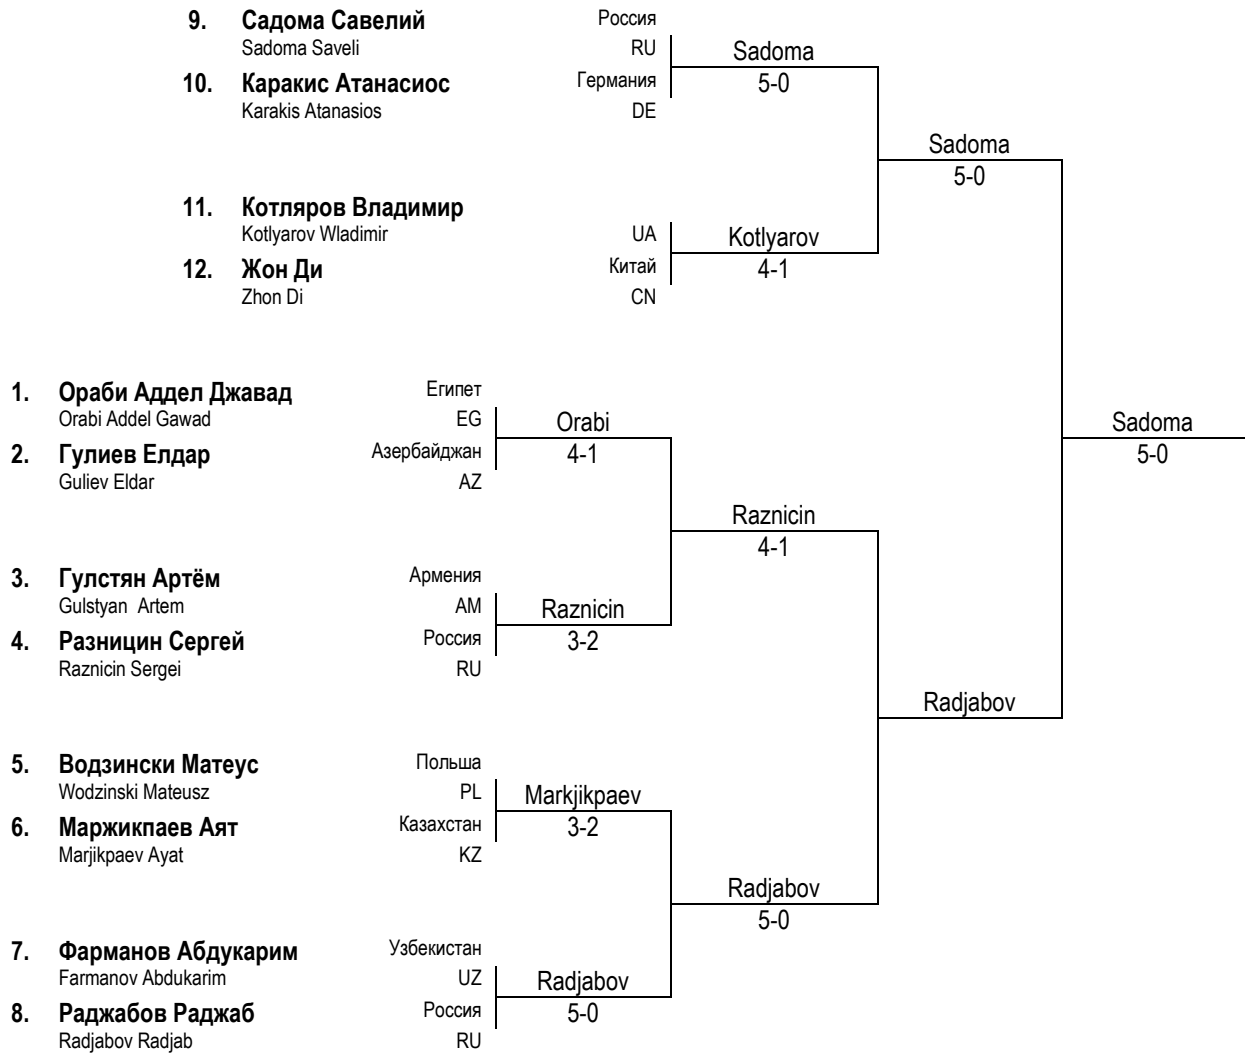 9. Садома Савелий Россия
Sadoma Saveli RU Sadoma
10. Каракис Атанасиос Германия 5-0
Karakis Atanasios DE
Sadoma
5-0
11. Котляров Владимир
Kotlyarov Wladimir UA Kotlyarov
12. Жон Ди Китай 4-1
Zhon Di CN
1. Ораби Аддел Джавад Египет
Orabi Addel Gawad EG Orabi Sadoma
2. Гулиев Елдар Азербайджан 4-1 5-0
Guliev Eldar AZ
Raznicin
4-1
3. Гулстян Артём Армения
Gulstyan Artem AM Raznicin
4. Разницин Сергей Россия 3-2
Raznicin Sergei RU
Radjabov
5. Водзински Матеус Польша
Wodzinski Mateusz PL Markjikpaev
6. Маржикпаев Аят Казахстан 3-2
Marjikpaev Ayat KZ
Radjabov
5-0
7. Фарманов Абдукарим Узбекистан
Farmanov Abdukarim UZ Radjabov
8. Раджабов Раджаб Россия 5-0
Radjabov Radjab RU